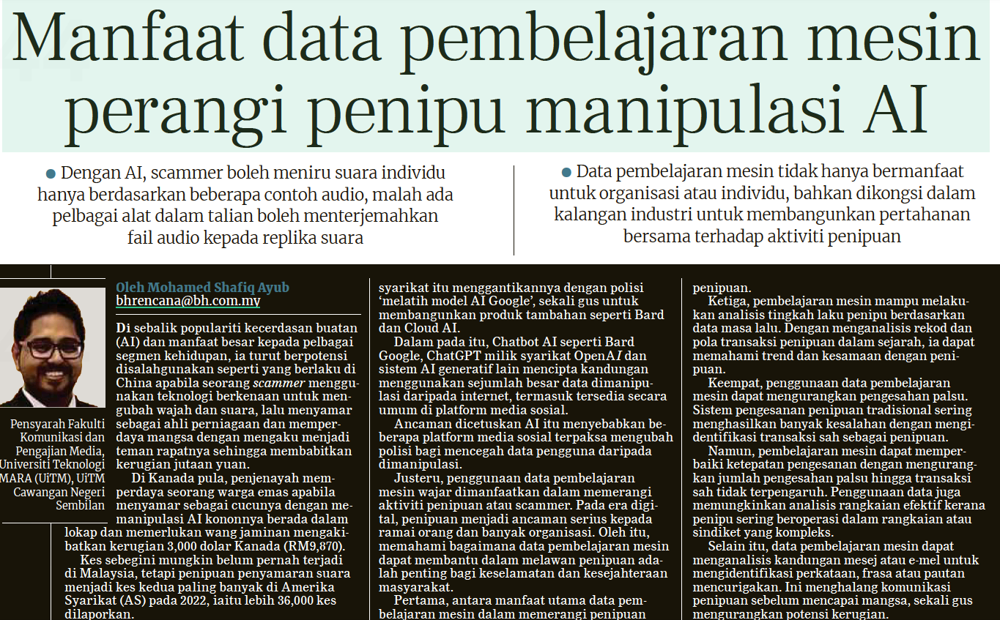 Manfaat data pembelajaran mesin
perangi penipu manipulasi AI
● Dengan AI, scammer boleh meniru suara individu
hanya berdasarkan beberapa contoh audio, malah ada
pelbagai alat dalam talian boleh menterjemahkan
fail audio kepada replika suara
● Data pembelajaran mesin tidak hanya bermanfaat
untuk organisasi atau individu, bahkan dikongsi dalam
kalangan industri untuk membangunkan pertahanan
bersama terhadap aktiviti penipuan
Pensyarah Fakulti
Komunikasi dan
Pengajian Media,
Universiti Teknologi
MARA (UiTM), UiTM
Cawangan Negeri
Sembilan
Oleh Mohamed Shafiq Ayub
bhrencana@bh.com.my
Di sebalik populariti kecerdasan buatan
(AI) dan manfaat besar kepada pelbagai
segmen kehidupan, ia turut berpotensi
disalahgunakan seperti yang berlaku di
China apabila seorang scammer menggu-
nakan teknologi berkenaan untuk men-
gubah wajah dan suara, lalu menyamar
sebagai ahli perniagaan dan memper-
daya mangsa dengan mengaku menjadi
teman rapatnya sehingga membabitkan
kerugian jutaan yuan.
Di Kanada pula, penjenayah mem-
perdaya seorang warga emas apabila
menyamar sebagai cucunya dengan me-
manipulasi AI kononnya berada dalam
lokap dan memerlukan wang jaminan mengaki-
batkan kerugian 3,000 dolar Kanada (RM9,870).
Kes sebegini mungkin belum pernah terjadi
di Malaysia, tetapi penipuan penyamaran suara
menjadi kes kedua paling banyak di Amerika
Syarikat (AS) pada 2022, iaitu lebih 36,000 kes
dilaporkan.
syarikat itu menggantikannya dengan polisi
‘melatih model AI Google’, sekali gus untuk
membangunkan produk tambahan seperti Bard
dan Cloud AI.
Dalam pada itu, Chatbot AI seperti Bard
Google, ChatGPT milik syarikat OpenAI dan
sistem AI generatif lain mencipta kandungan
menggunakan sejumlah besar data dimanipu-
lasi daripada internet, termasuk tersedia secara
umum di platform media sosial.
Ancaman dicetuskan AI itu menyebabkan be-
berapa platform media sosial terpaksa mengubah
polisi bagi mencegah data pengguna daripada
dimanipulasi.
Justeru, penggunaan data pembelajaran
mesin wajar dimanfaatkan dalam memerangi
aktiviti penipuan atau scammer. Pada era digi-
tal, penipuan menjadi ancaman serius kepada
ramai orang dan banyak organisasi. Oleh itu,
memahami bagaimana data pembelajaran mesin
dapat membantu dalam melawan penipuan ada-
lah penting bagi keselamatan dan kesejahteraan
masyarakat.
Pertama, antara manfaat utama data pem-
belajaran mesin dalam memerangi penipuan
penipuan.
Ketiga, pembelajaran mesin mampu melaku-
kan analisis tingkah laku penipu berdasarkan
data masa lalu. Dengan menganalisis rekod dan
pola transaksi penipuan dalam sejarah, ia dapat
memahami trend dan kesamaan dengan peni-
puan.
Keempat, penggunaan data pembelajaran
mesin dapat mengurangkan pengesahan palsu.
Sistem pengesanan penipuan tradisional sering
menghasilkan banyak kesalahan dengan mengi-
dentifikasi transaksi sah sebagai penipuan.
Namun, pembelajaran mesin dapat memper-
baiki ketepatan pengesanan dengan mengurang-
kan jumlah pengesahan palsu hingga transaksi
sah tidak terpengaruh. Penggunaan data juga
memungkinkan analisis rangkaian efektif kerana
penipu sering beroperasi dalam rangkaian atau
sindiket yang kompleks.
Selain itu, data pembelajaran mesin dapat
menganalisis kandungan mesej atau e-mel untuk
mengidentifikasi perkataan, frasa atau pautan
mencurigakan. Ini menghalang komunikasi
penipuan sebelum mencapai mangsa, sekali gus
mengurangkan potensi kerugian.